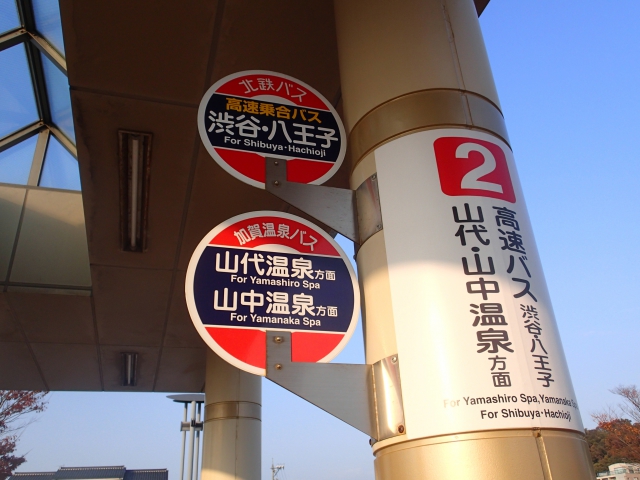 北鉄バス
高速乗合バス
渋谷・八王子
For Shibuya・Hachioji
加賀温泉バス
山代温泉方面
For Yamashiro Spa
山中温泉方面
For Yamanaka Spa
2
高速バス 渋谷・八王子
山代・山中温泉方面
For Yamashiro Spa,Yamanaka
For Shibuya・Hachioji